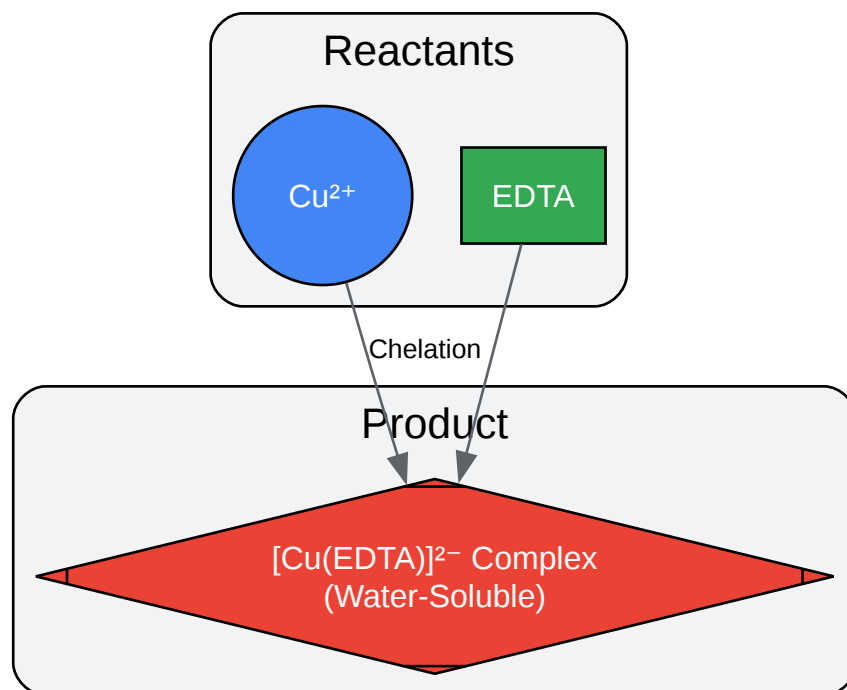 Reactants
Cu²⁺
EDTA
Chelation
Product
[Cu(EDTA)]²⁻ Complex
(Water-Soluble)